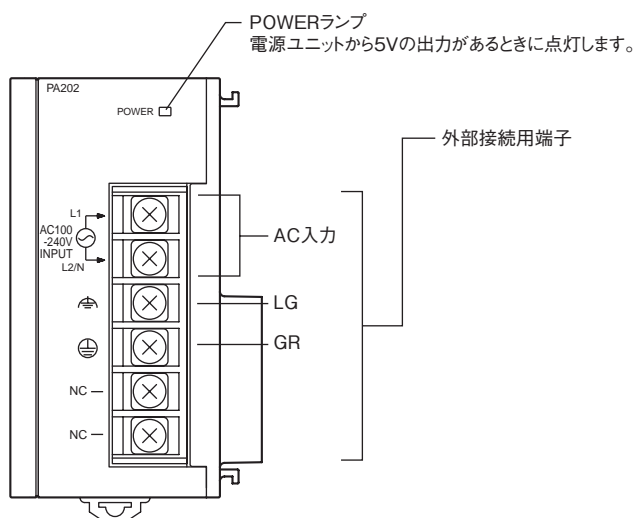 POWERランプ
電源ユニットから5Vの出力があるときに点灯します。
PA202
POWER
外部接続用端子
L1
AC100
-240V
INPUT
L2/N
AC入力
LG
GR
NC
NC